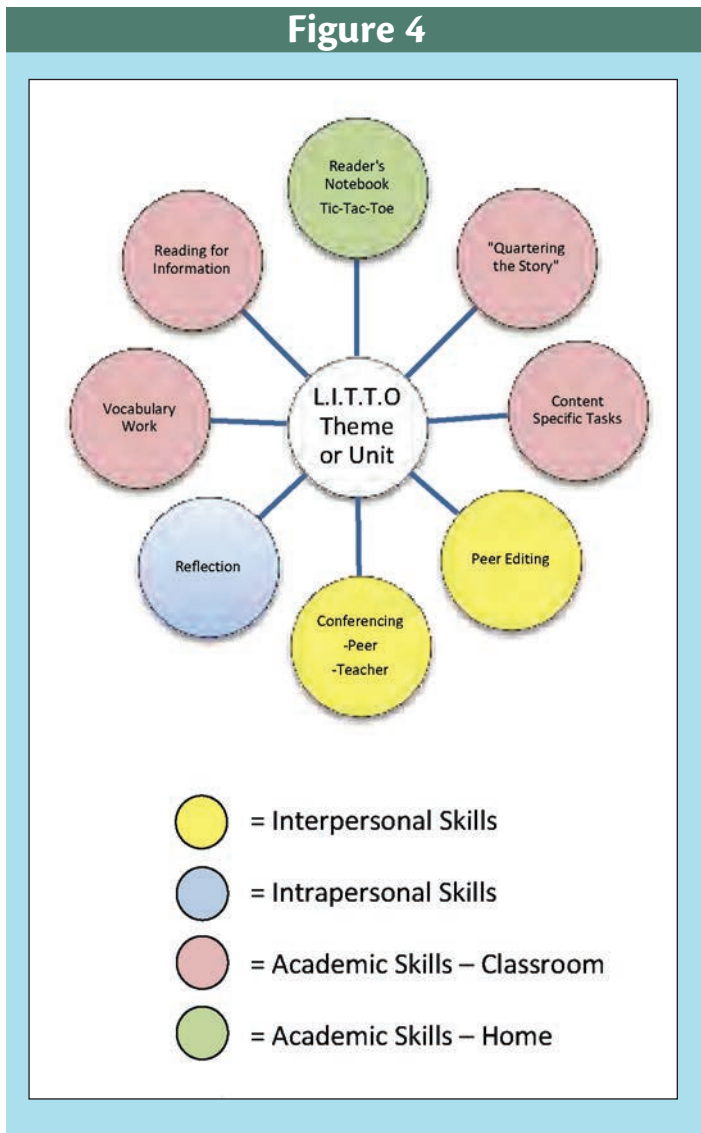 Figure 4
Reader's
Notebook
Tic-Tac-Toe
Reading for
Information
"Quartering
the Story"
Vocabulary
Work
L.I.T.T.O
Theme
or Unit
Content
Specific Tasks
Reflection
Peer Editing
Conferencing
-Peer
-Teacher
= Interpersonal Skills
= Intrapersonal Skills
= Academic Skills – Classroom
= Academic Skills – Home